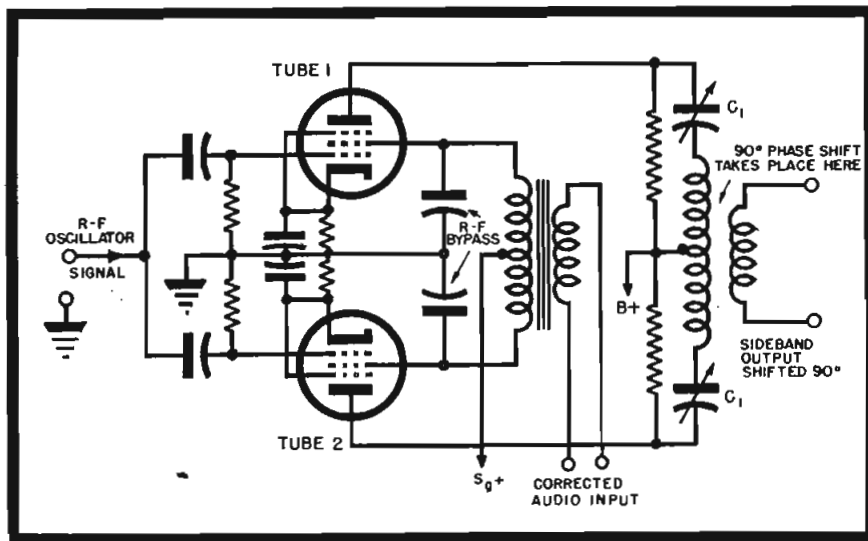 TUBE 1
C₁
90° PHASE SHIFT
TAKES PLACE HERE
R-F
OSCILLATOR
SIGNAL
R-F
BYPASS
B+
SIDEBAND
OUTPUT
SHIFTED 90°
C₁
TUBE 2
Sg+
CORRECTED
AUDIO INPUT